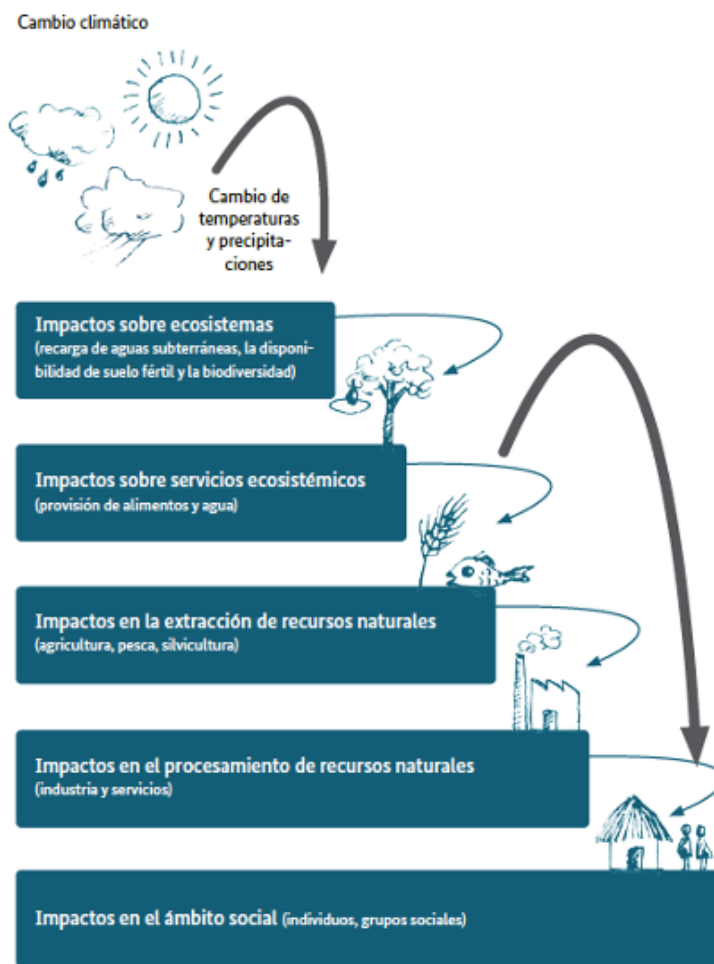 Cambio climático
Cambio de
temperaturas
y precipita-
ciones
Impactos sobre ecosistemas
(recarga de aguas subterráneas, la disponi-
bilidad de suelo fértil y la biodiversidad)
Impactos sobre servicios ecosistémicos
(provisión de alimentos y agua)
Impactos en la extracción de recursos naturales
(agricultura, pesca, silvicultura)
Impactos en el procesamiento de recursos naturales
(industria y servicios)
Impactos en el ámbito social (individuos, grupos sociales)